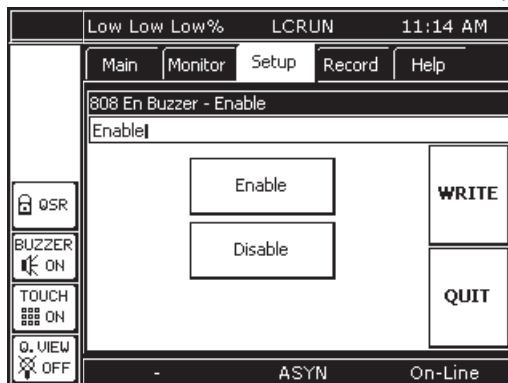 Low Low Low% LCRUN 11:14 AM
Main Monitor Setup Record Help
808 En Buzzer - Enable
Enable
Enable
WRITE
Disable
QUIT
QSR
BUZZER
ON
TOUCH
ON
Q. VIEW
OFF
- ASYN On-Line